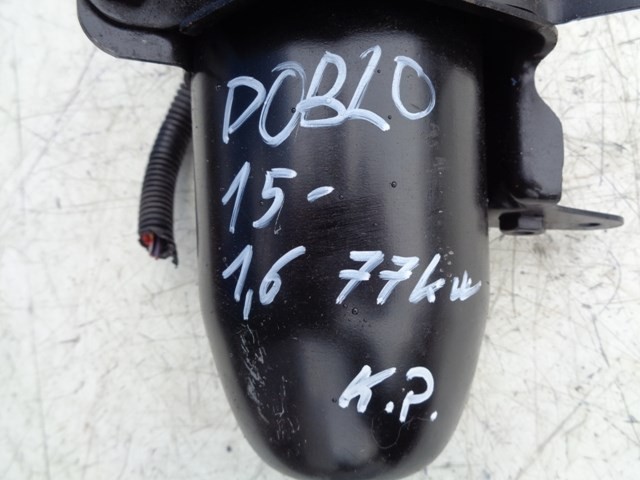 DOBLO
15-
1,6 77kw
K.P.